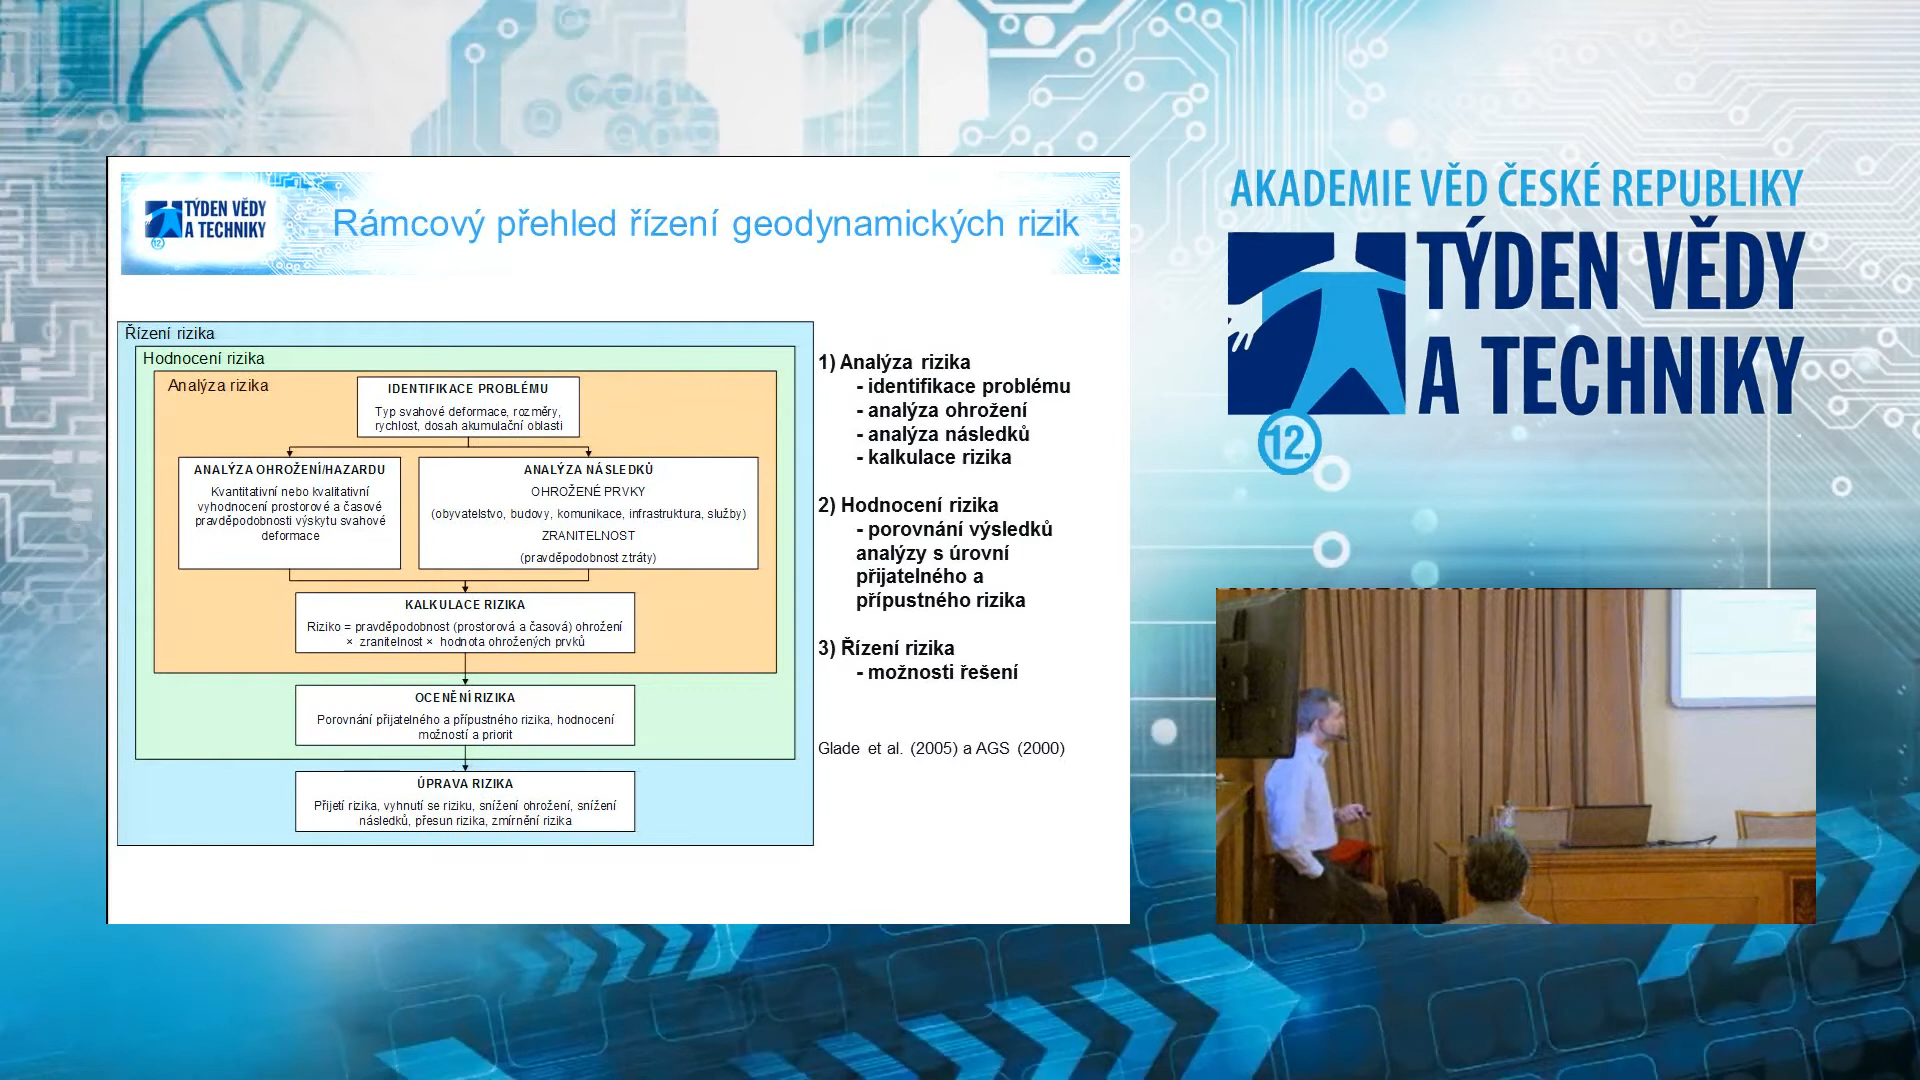 TÝDEN VĚDY
A TECHNIKY
12.
Rámcový přehled řízení geodynamických rizik
Řízení rizika
Hodnocení rizika
Analýza rizika
IDENTIFIKACE PROBLÉMU
Typ svahové deformace, rozměry,
rychlost, dosah akumulační oblasti
ANALÝZA OHROŽENÍ/HAZARDU
Kvantitativní nebo kvalitativní
vyhodnocení prostorové a časové
pravděpodobnosti výskytu svahové
deformace
ANALÝZA NÁSLEDKŮ
OHROŽENÉ PRVKY
(obyvatelstvo, budovy, komunikace, infrastruktura, služby)
ZRANITELNOST
(pravděpodobnost ztráty)
KALKULACE RIZIKA
Riziko = pravděpodobnost (prostorová a časová) ohrožení
× zranitelnost × hodnota ohrožených prvků
OCENĚNÍ RIZIKA
Porovnání přijatelného a přípustného rizika, hodnocení
možností a priorit
ÚPRAVA RIZIKA
Přijetí rizika, vyhnutí se riziku, snížení ohrožení, snížení
následků, přesun rizika, zmírnění rizika
1) Analýza rizika
- identifikace problému
- analýza ohrožení
- analýza následků
- kalkulace rizika
2) Hodnocení rizika
- porovnání výsledků
analýzy s úrovní
přijatelného a
přípustného rizika
3) Řízení rizika
- možnosti řešení
Glade et al. (2005) a AGS (2000)
AKADEMIE VĚD ČESKÉ REPUBLIKY
TÝDEN VĚDY
A TECHNIKY
12.